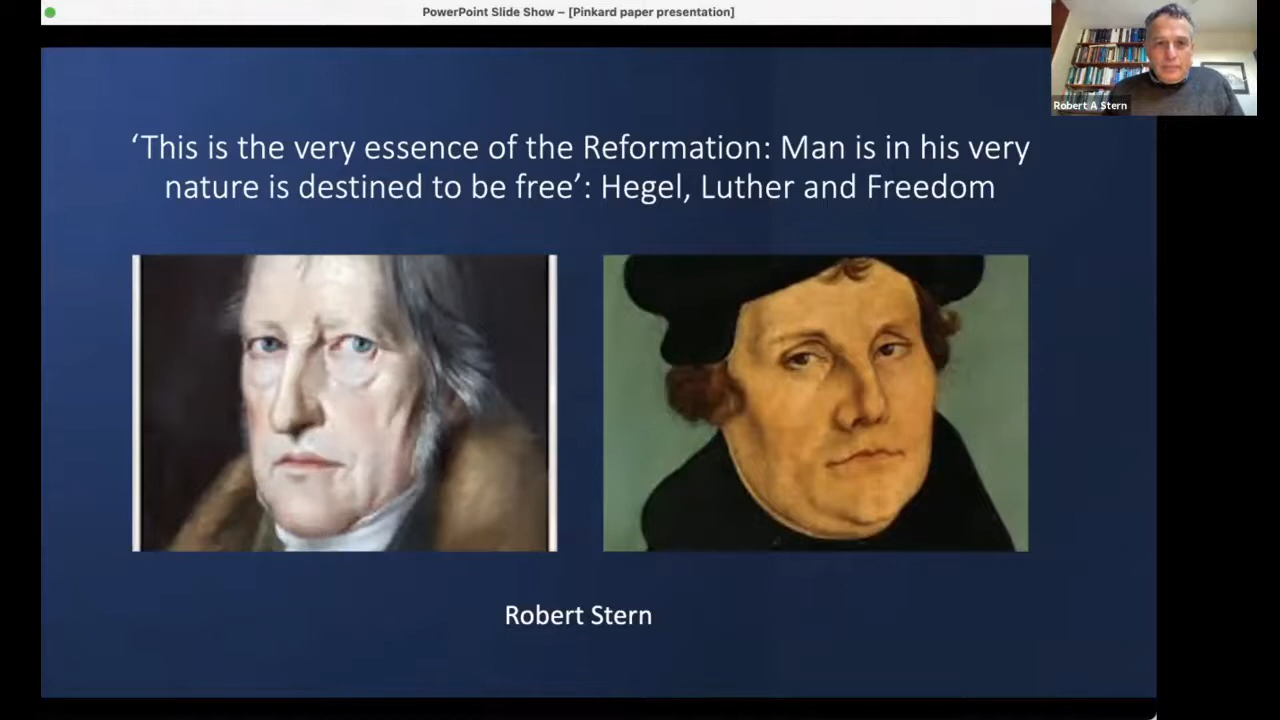 PowerPoint Slide Show – [Pinkard paper presentation]
Robert A Stern
‘This is the very essence of the Reformation: Man is in his very
nature is destined to be free’: Hegel, Luther and Freedom
Robert Stern